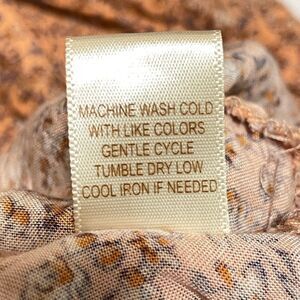 MACHINE WASH COLD
WITH LIKE COLORS
GENTLE CYCLE
TUMBLE DRY LOW
COOL IRON IF NEEDED